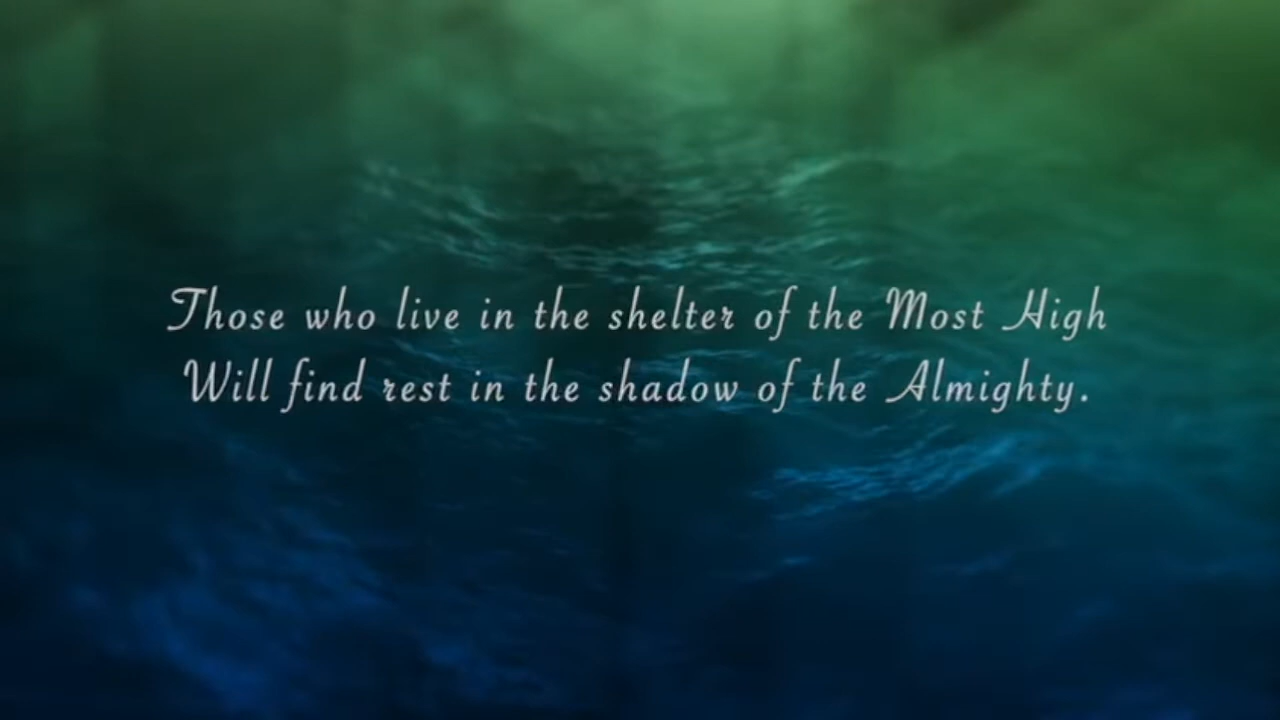 Those who live in the shelter of the Most High
Will find rest in the shadow of the Almighty.